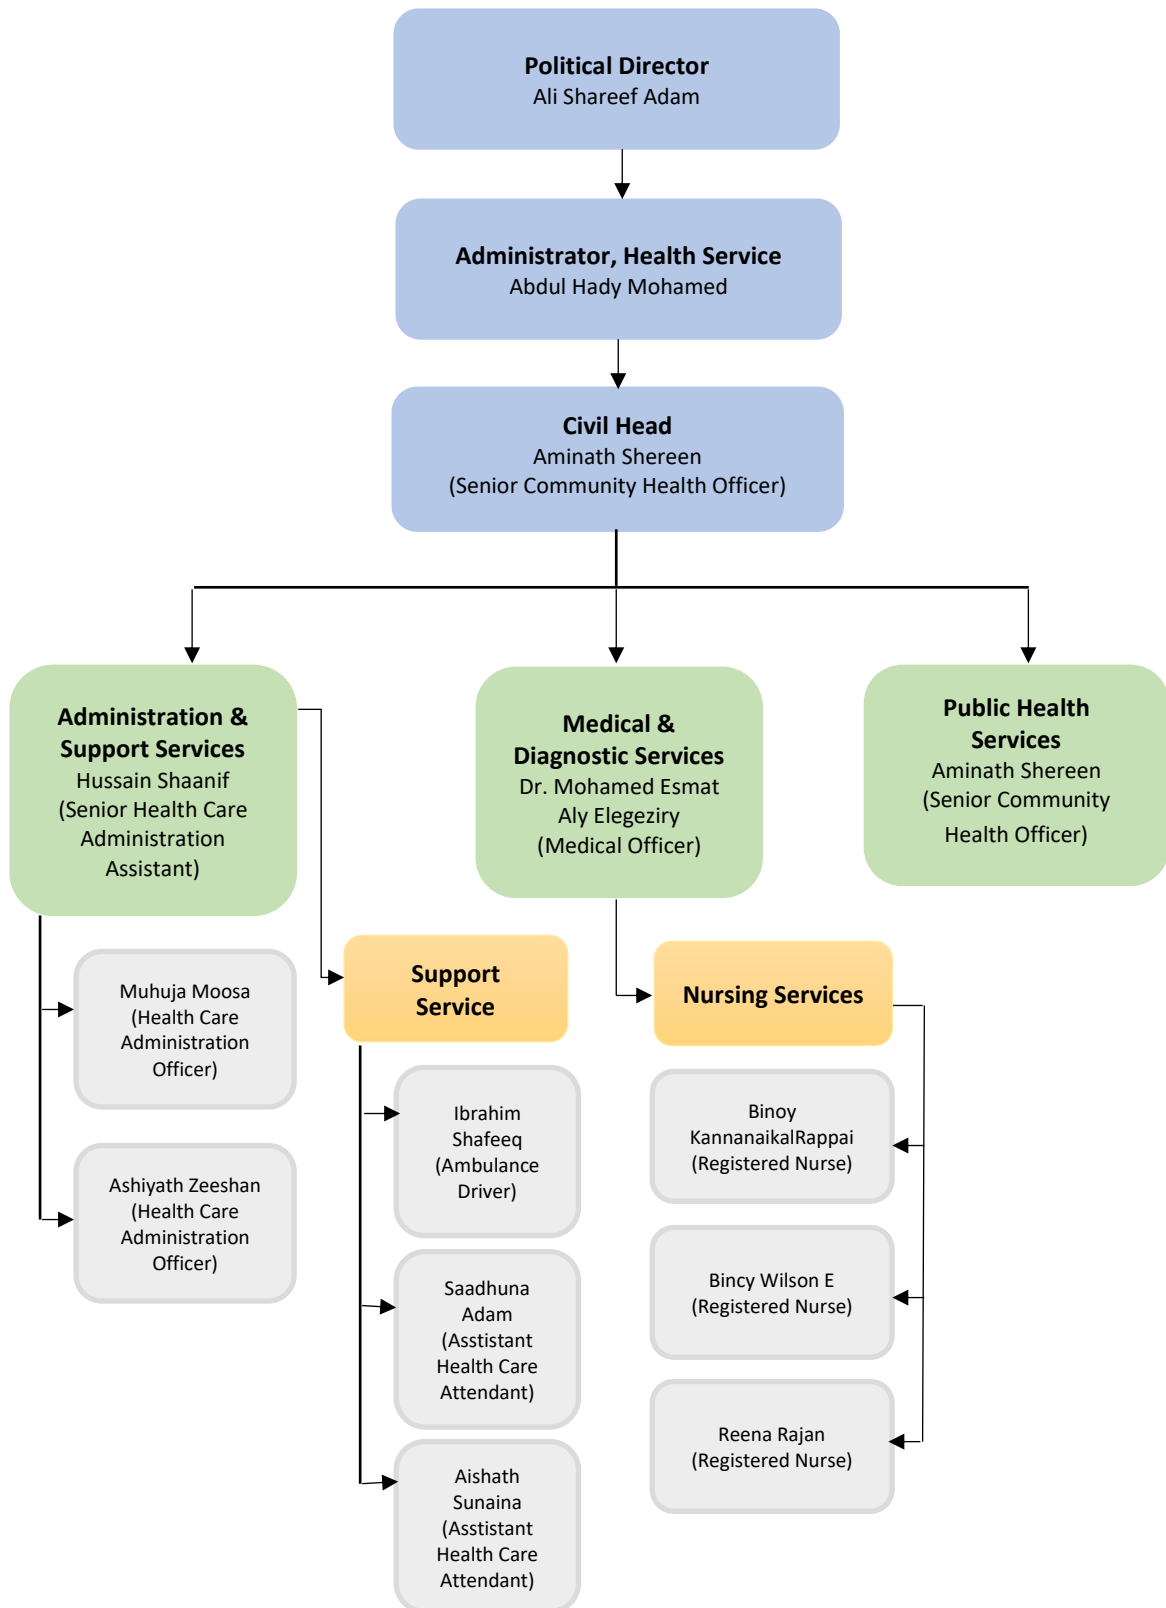 Political Director
Ali Shareef Adam
Administrator, Health Service
Abdul Hady Mohamed
Civil Head
Aminath Shereen
(Senior Community Health Officer)
Administration &
Support Services
Hussain Shaanif
(Senior Health Care
Administration
Assistant)
Medical &
Diagnostic Services
Dr. Mohamed Esmat
Aly Elegeziry
(Medical Officer)
Public Health
Services
Aminath Shereen
(Senior Community
Health Officer)
Muhuja Moosa
(Health Care
Administration
Officer)
Ashiyath Zeeshan
(Health Care
Administration
Officer)
Support
Service
Ibrahim
Shafeeq
(Ambulance
Driver)
Saadhuna
Adam
(Asstistant
Health Care
Attendant)
Aishath
Sunaina
(Asstistant
Health Care
Attendant)
Nursing Services
Binoy
KannanaikalRappai
(Registered Nurse)
Bincy Wilson E
(Registered Nurse)
Reena Rajan
(Registered Nurse)